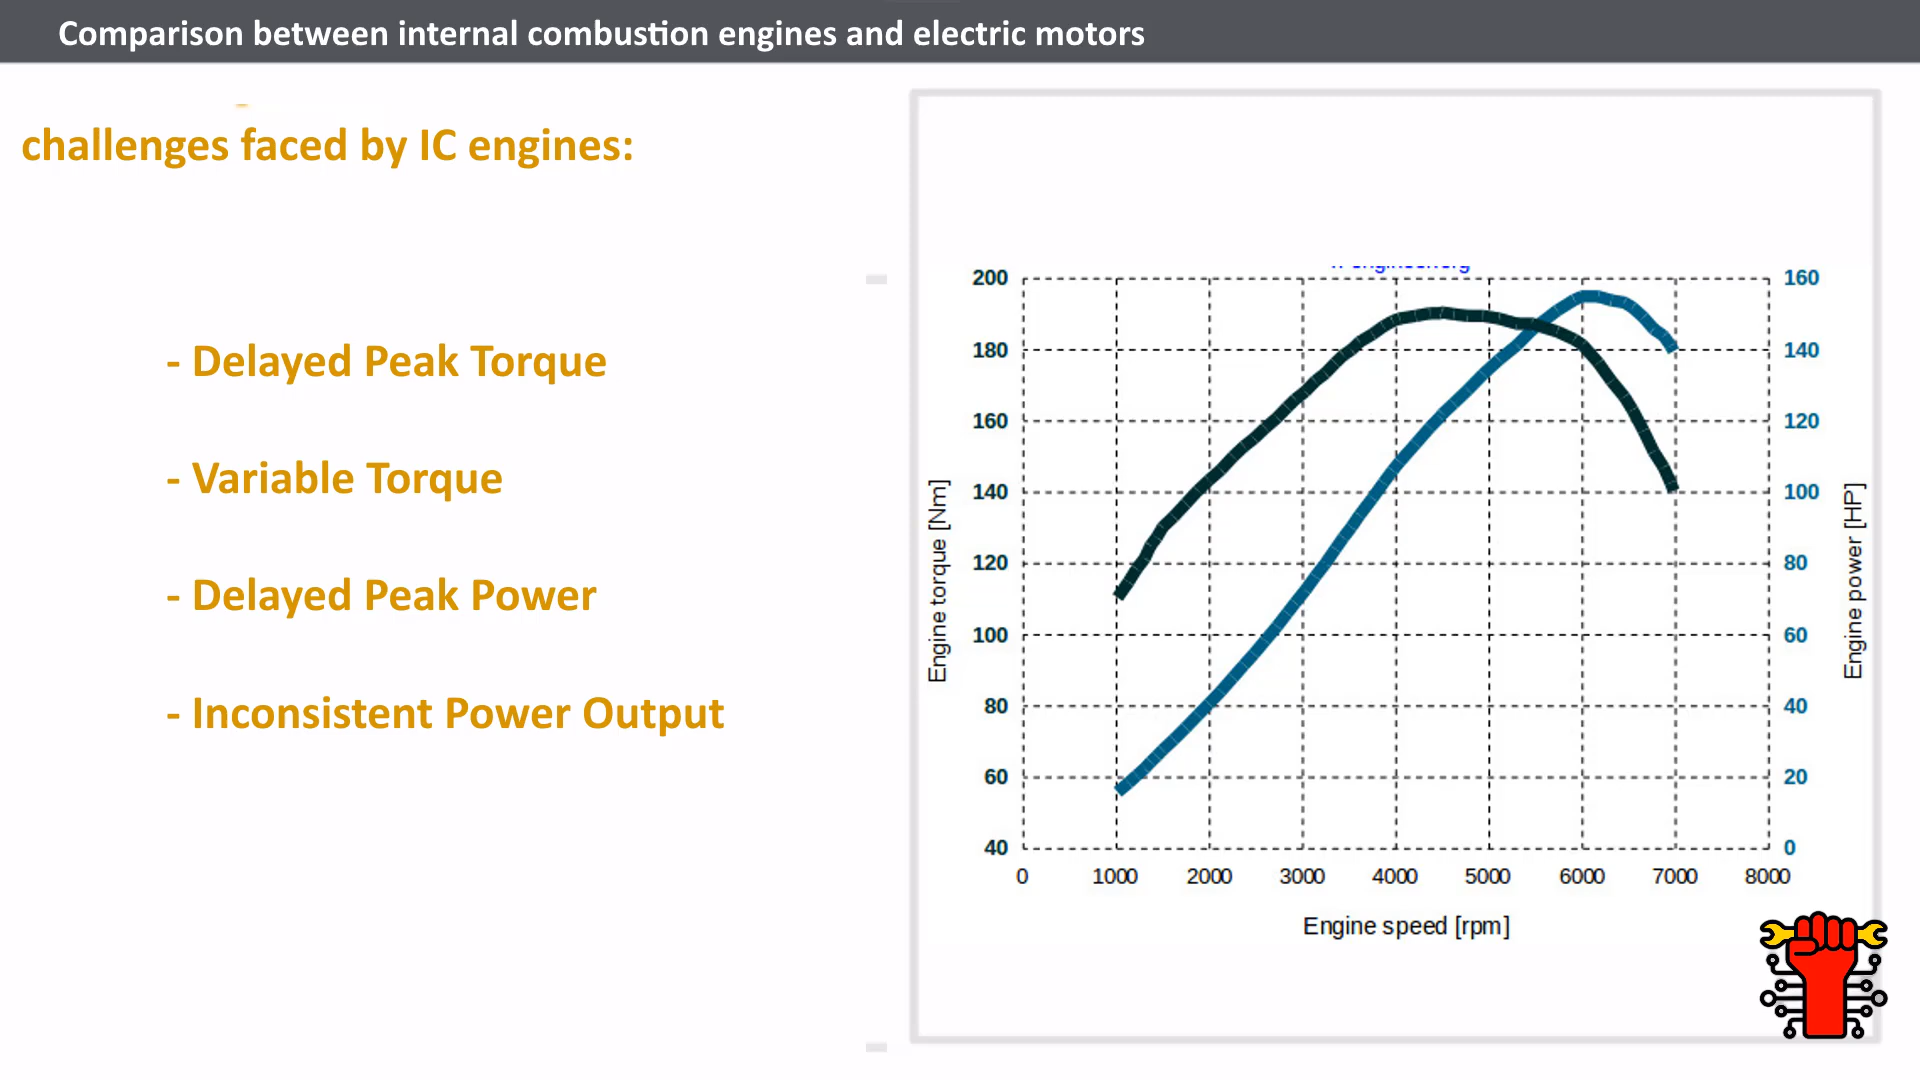 Comparison between internal combustion engines and electric motors
challenges faced by IC engines:
- Delayed Peak Torque
- Variable Torque
- Delayed Peak Power
- Inconsistent Power Output
200
180
160
140
120
100
80
60
40
Engine torque [Nm]
160
140
120
100
80
60
40
20
0
Engine power [HP]
0 1000 2000 3000 4000 5000 6000 7000 8000
Engine speed [rpm]